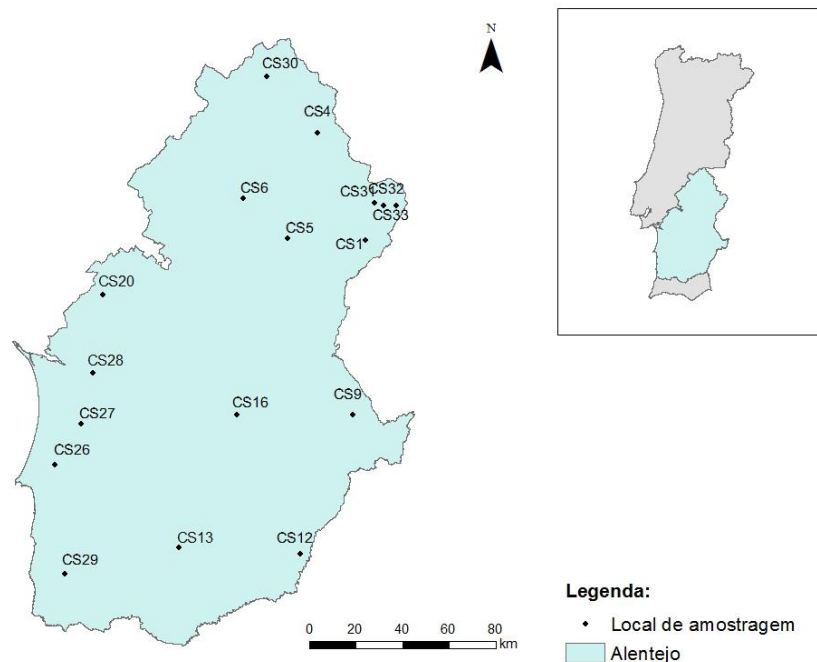 N
CS30
CS4
CS6
CS31
CS32
CS33
CS5
CS1
CS20
CS28
CS27
CS16
CS9
CS26
CS13
CS12
CS29
0 10 20 40 60 80
km
Legenda:
Local de amostragem
Alentejo